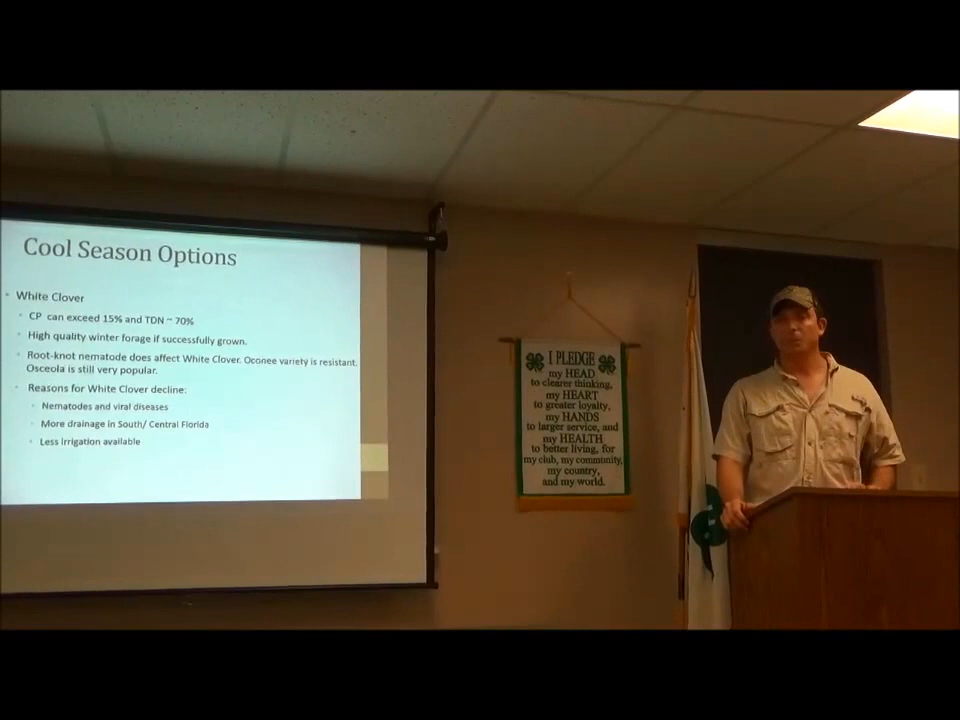 Cool Season Options
White Clover
CP can exceed 15% and TDN ~ 70%
High quality winter forage if successfully grown.
Root-knot nematode does affect White Clover. Oconee variety is resistant.
Osceola is still very popular.
Reasons for White Clover decline:
Nematodes and viral diseases
More drainage in South/ Central Florida
Less irrigation available
I PLEDGE
my HEAD
to clearer thinking,
my HEART
to greater loyalty,
my HANDS
to larger service, and
my HEALTH
to better living, for
my club, my community,
my country,
and my world.